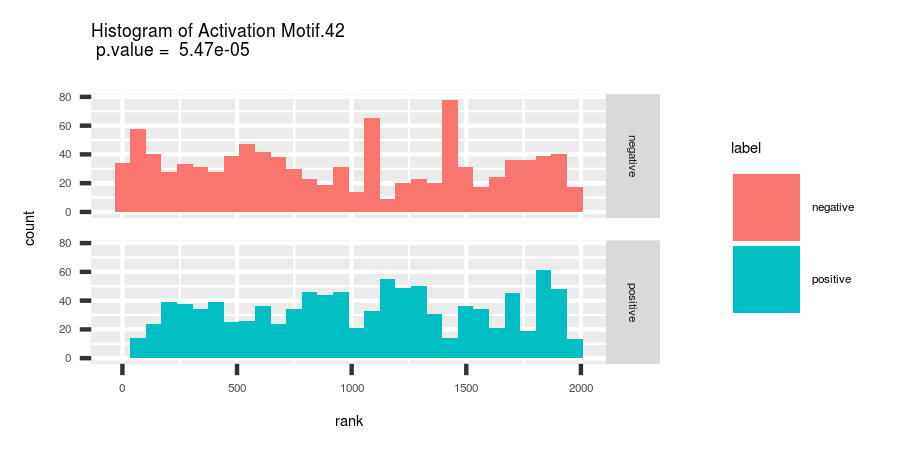 Histogram of Activation Motif.42
p.value = 5.47e-05
count
80
60
40
20
0
negative
80
60
40
20
0
positive
0
500
1000
1500
2000
rank
label
negative
positive